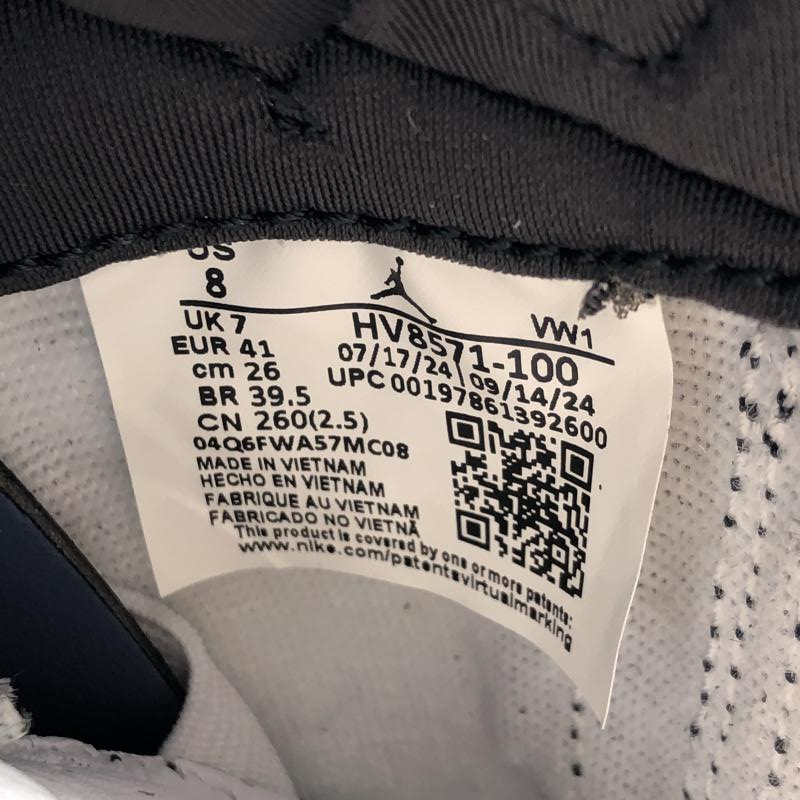 US
8
UK 7
EUR 41
cm 26
BR 39.5
CN 260(2.5)
VW1
HV8571-100
07/17/24 09/14/24
UPC 00197861392600
04Q6FWA57MC08
MADE IN VIETNAM
HECHO EN VIETNAM
FABRIQUE AU VIETNAM
FABRICADO NO VIETNÃ
This product is covered by one or more patents:
www.nike.com/patentsvirtualmarking